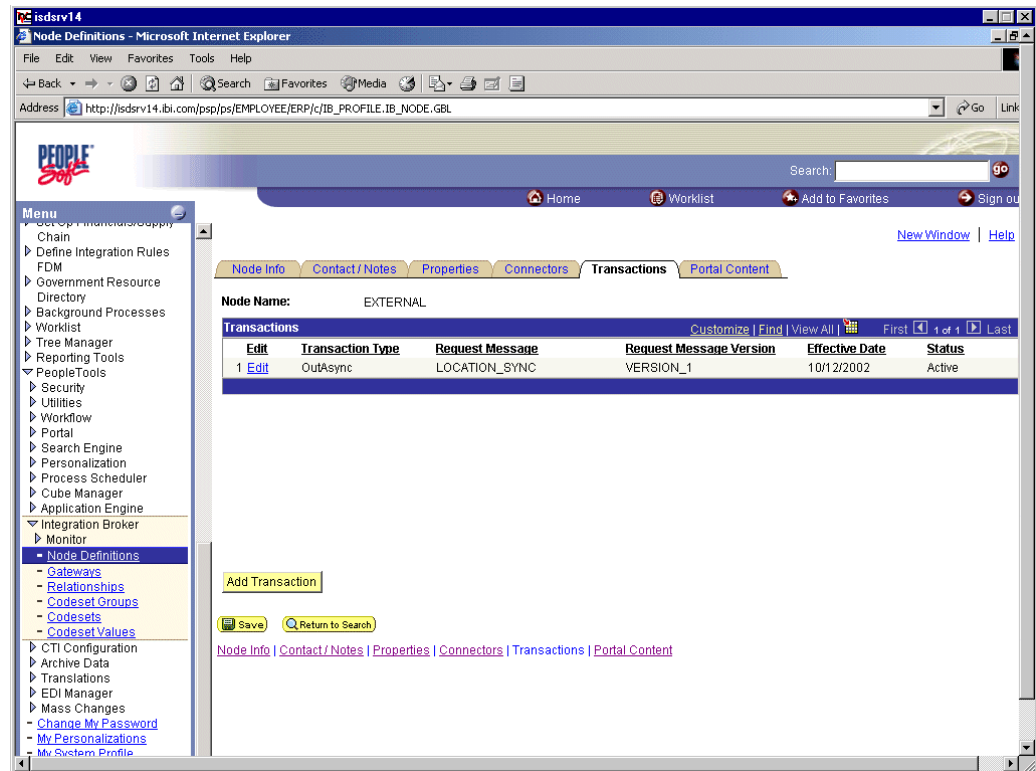 isdsrv14
Node Definitions - Microsoft Internet Explorer
File Edit View Favorites Tools Help
Back Search Favorites Media
Address http://isdsrv14.ibi.com/psp/ps/EMPLOYEE/ERP/c/IB_PROFILE.IB_NODE.GBL Go Link
PEOPLE
Soft
Search: go
Home Worklist Add to Favorites Sign ou
Menu
Chain
Define Integration Rules
FDM
Government Resource
Directory
Background Processes
Worklist
Tree Manager
Reporting Tools
PeopleTools
Security
Utilities
Workflow
Portal
Search Engine
Personalization
Process Scheduler
Cube Manager
Application Engine
Integration Broker
Monitor
Node Definitions
Gateways
Relationships
Codeset Groups
Codesets
Codeset Values
CTI Configuration
Archive Data
Translations
EDI Manager
Mass Changes
Change My Password
My Personalizations
My System Profile
New Window | Help
Node Info Contact / Notes Properties Connectors Transactions Portal Content
Node Name: EXTERNAL
Transactions Customize | Find | View All | First 1 of 1 Last
Edit Transaction Type Request Message Request Message Version Effective Date Status
1 Edit OutAsync LOCATION_SYNC VERSION_1 10/12/2002 Active
Add Transaction
Save Return to Search
Node Info | Contact / Notes | Properties | Connectors | Transactions | Portal Content